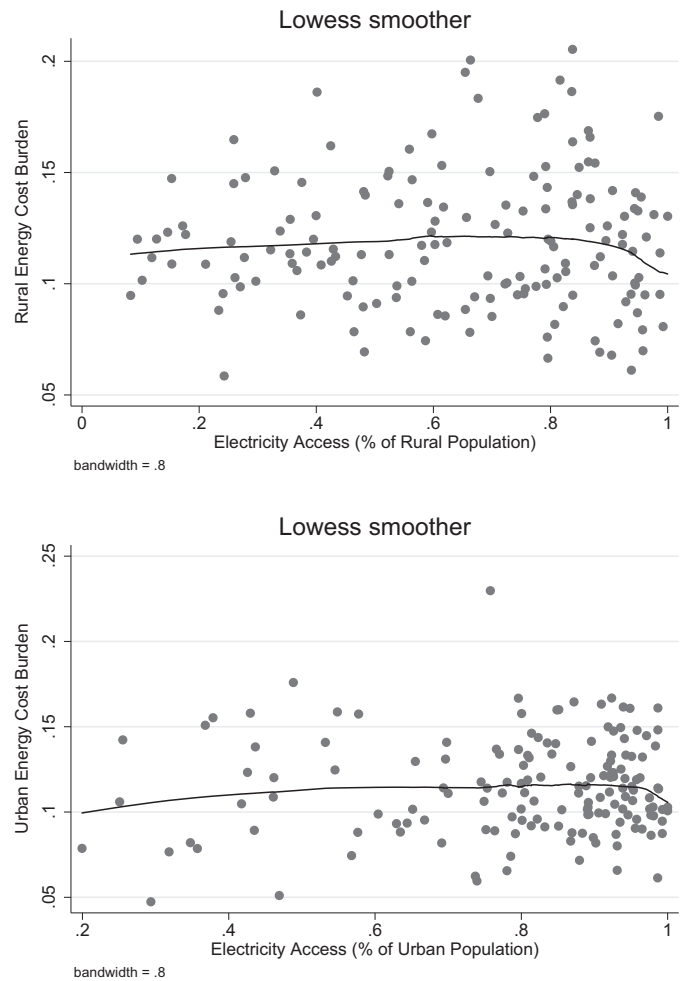 Lowess smoother
Rural Energy Cost Burden
.2
.15
.1
.05
0 .2 .4 .6 .8 1
Electricity Access (% of Rural Population)
bandwidth = .8
Lowess smoother
Urban Energy Cost Burden
.25
.2
.15
.1
.05
.2 .4 .6 .8 1
Electricity Access (% of Urban Population)
bandwidth = .8